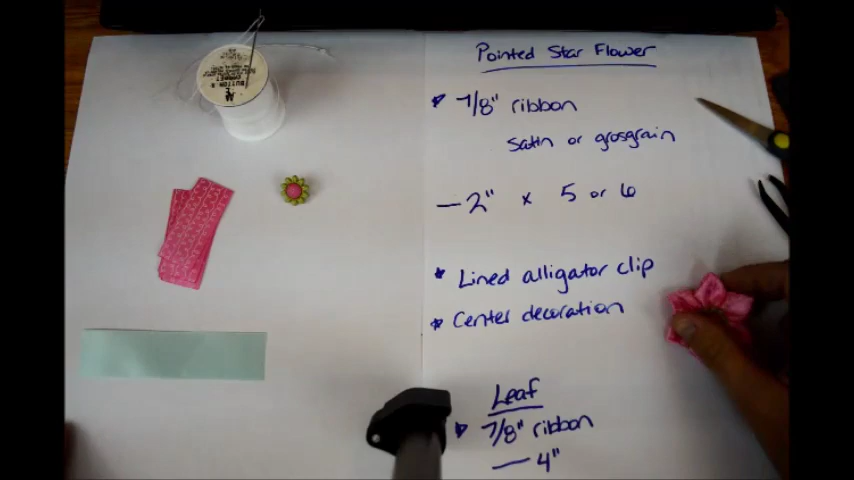 Pointed Star Flower
7/8" ribbon
satin or grosgrain
— 2" x 5 or 6
Lined alligator clip
Center decoration
Leaf
7/8" ribbon
— 4"
BUTTON &